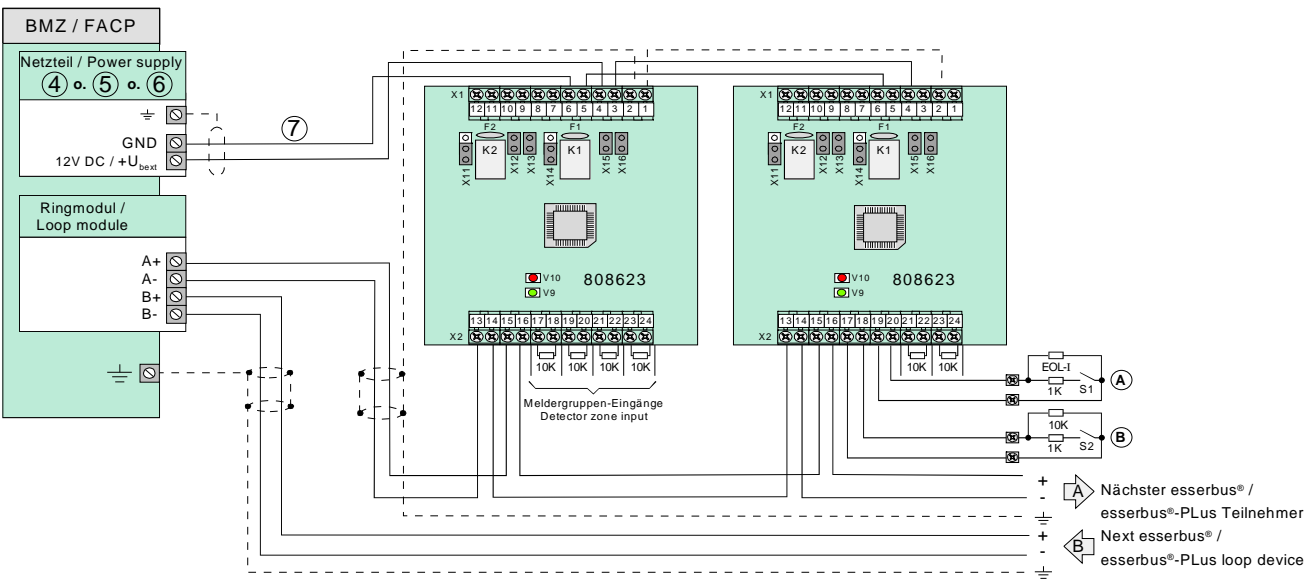 BMZ / FACP
Netzteil / Power supply
4 o. 5 o. 6
GND
12V DC / +Ubext
7
Ringmodul /
Loop module
A+
A-
B+
B-
X1
12 11 10 9 8 7 6 5 4 3 2 1
F2 F1
K2 K1
X11 X12 X13 X14 X15 X16
V10
V9
808623
13 14 15 16 17 18 19 20 21 22 23 24
X2
10K 10K 10K 10K
Meldergruppen-Eingänge
Detector zone input
X1
12 11 10 9 8 7 6 5 4 3 2 1
F2 F1
K2 K1
X11 X12 X13 X14 X15 X16
V10
V9
808623
13 14 15 16 17 18 19 20 21 22 23 24
X2
10K 10K
EOL-I
1K S1
A
10K
1K S2
B
+
-
A
Nächster esserbus® /
esserbus®-PLus Teilnehmer
+
-
B
Next esserbus® /
esserbus®-PLus loop device